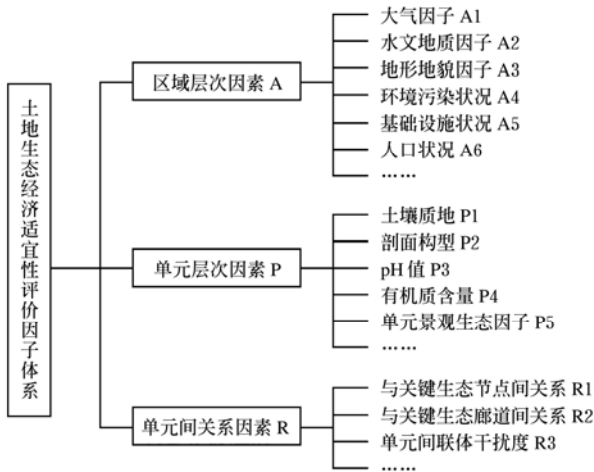 土地生态经济适宜性评价因子体系
区域层次因素 A
大气因子 A1
水文地质因子 A2
地形地貌因子 A3
环境污染状况 A4
基础设施状况 A5
人口状况 A6
……
单元层次因素 P
土壤质地 P1
剖面构型 P2
pH 值 P3
有机质含量 P4
单元景观生态因子 P5
……
单元间关系因素 R
与关键生态节点间关系 R1
与关键生态廊道间关系 R2
单元间联体干扰度 R3
……